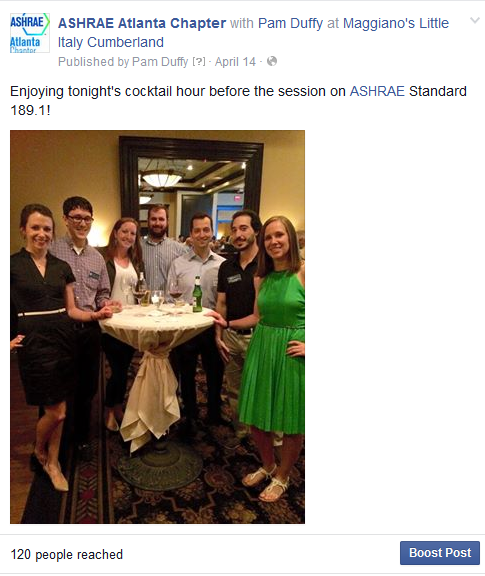 ASHRAE
Atlanta
Chapter
ASHRAE Atlanta Chapter with Pam Duffy at Maggiano's Little
Italy Cumberland
Published by Pam Duffy [?] · April 14 ·
Enjoying tonight's cocktail hour before the session on ASHRAE Standard
189.1!
120 people reached
Boost Post